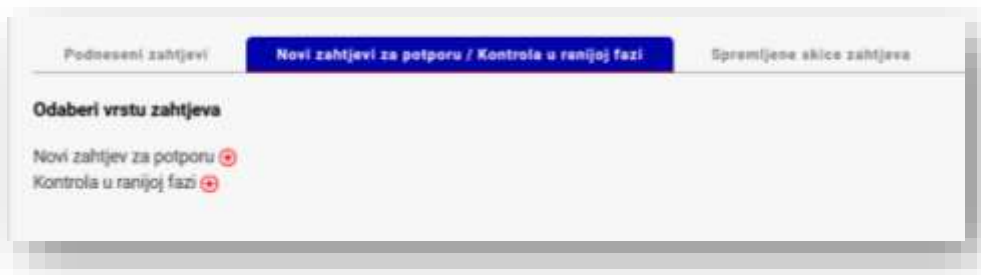 Podneseni zahtjevi Novi zahtjevi za potporu / Kontrola u ranijoj fazi Spremljene skice zahtjeva
Odaberi vrstu zahtjeva
Novi zahtjev za potporu
Kontrola u ranijoj fazi